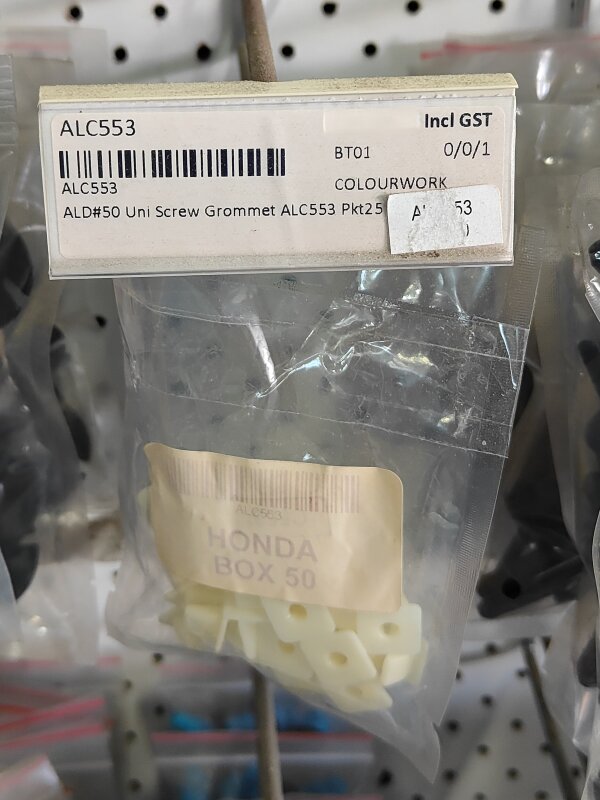 ALC553
Incl GST
BT01
0/0/1
ALC553
COLOURWORK
ALD#50 Uni Screw Grommet ALC553 Pkt25
ALC553
HONDA
BOX 50